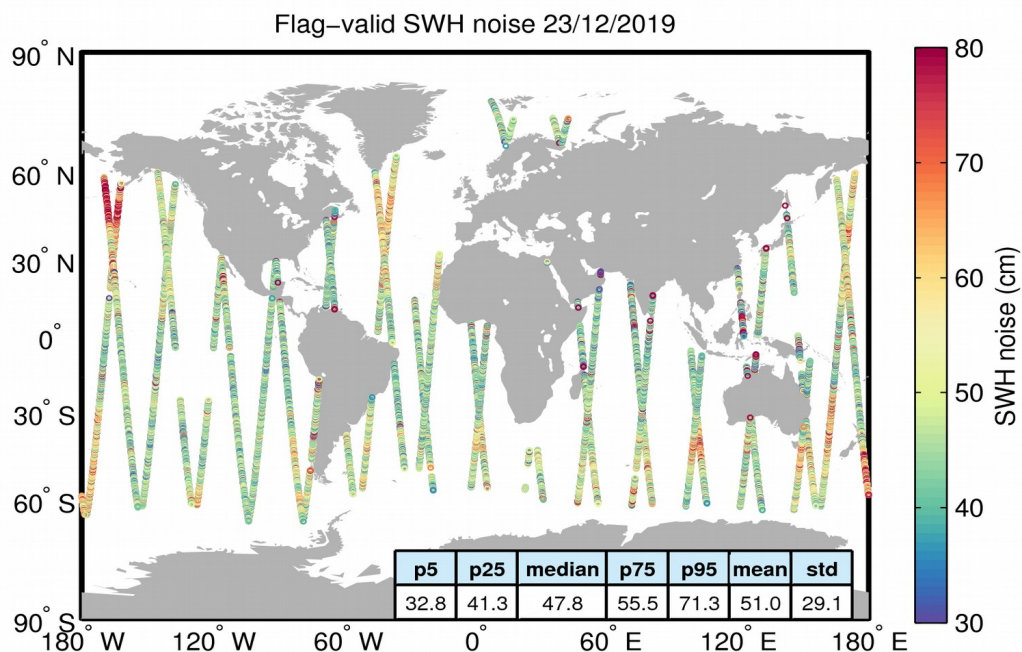 Flag−valid SWH noise 23/12/2019
90° N
60° N
30° N
0°
30° S
60° S
90° S
180° W
120° W
60° W
0°
60° E
120° E
180° E
80
70
60
50
40
30
SWH noise (cm)
p5 p25 median p75 p95 mean std
32.8 41.3 47.8 55.5 71.3 51.0 29.1